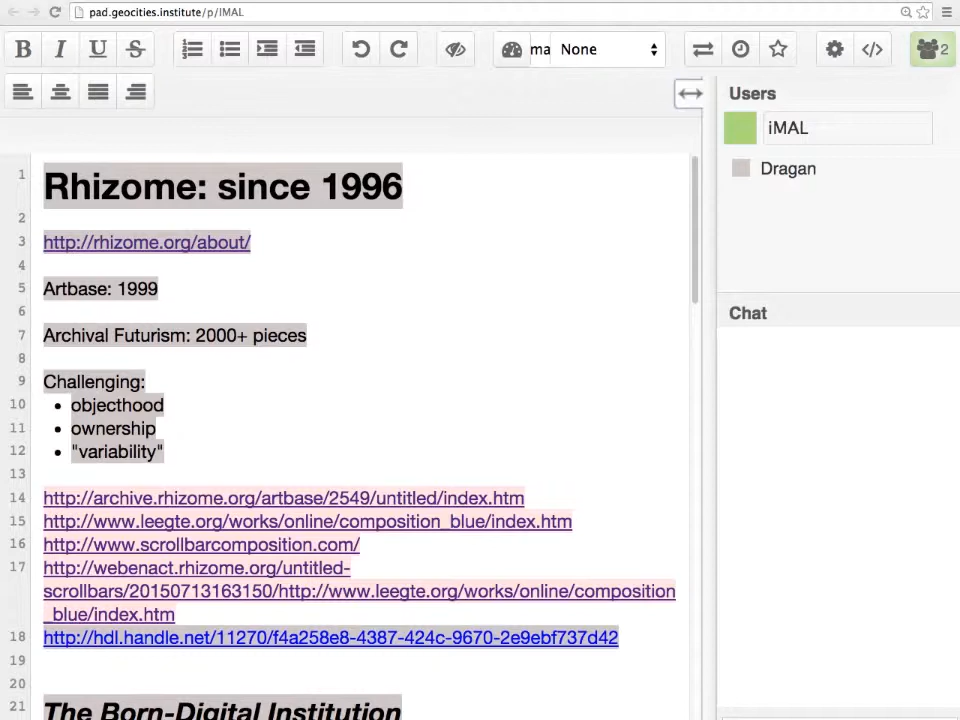 pad.geocities.institute/p/IMAL
B I U S
ma None
2
Users
iMAL
Dragan
Chat
1 Rhizome: since 1996
2
3 http://rhizome.org/about/
4
5 Artbase: 1999
6
7 Archival Futurism: 2000+ pieces
8
9 Challenging:
10 • objecthood
11 • ownership
12 • "variability"
13
14 http://archive.rhizome.org/artbase/2549/untitled/index.htm
15 http://www.leegte.org/works/online/composition_blue/index.htm
16 http://www.scrollbarcomposition.com/
17 http://webenact.rhizome.org/untitled-
scrollbars/20150713163150/http://www.leegte.org/works/online/composition
_blue/index.htm
18 http://hdl.handle.net/11270/f4a258e8-4387-424c-9670-2e9ebf737d42
19
20
21 The Born-Digital Institution